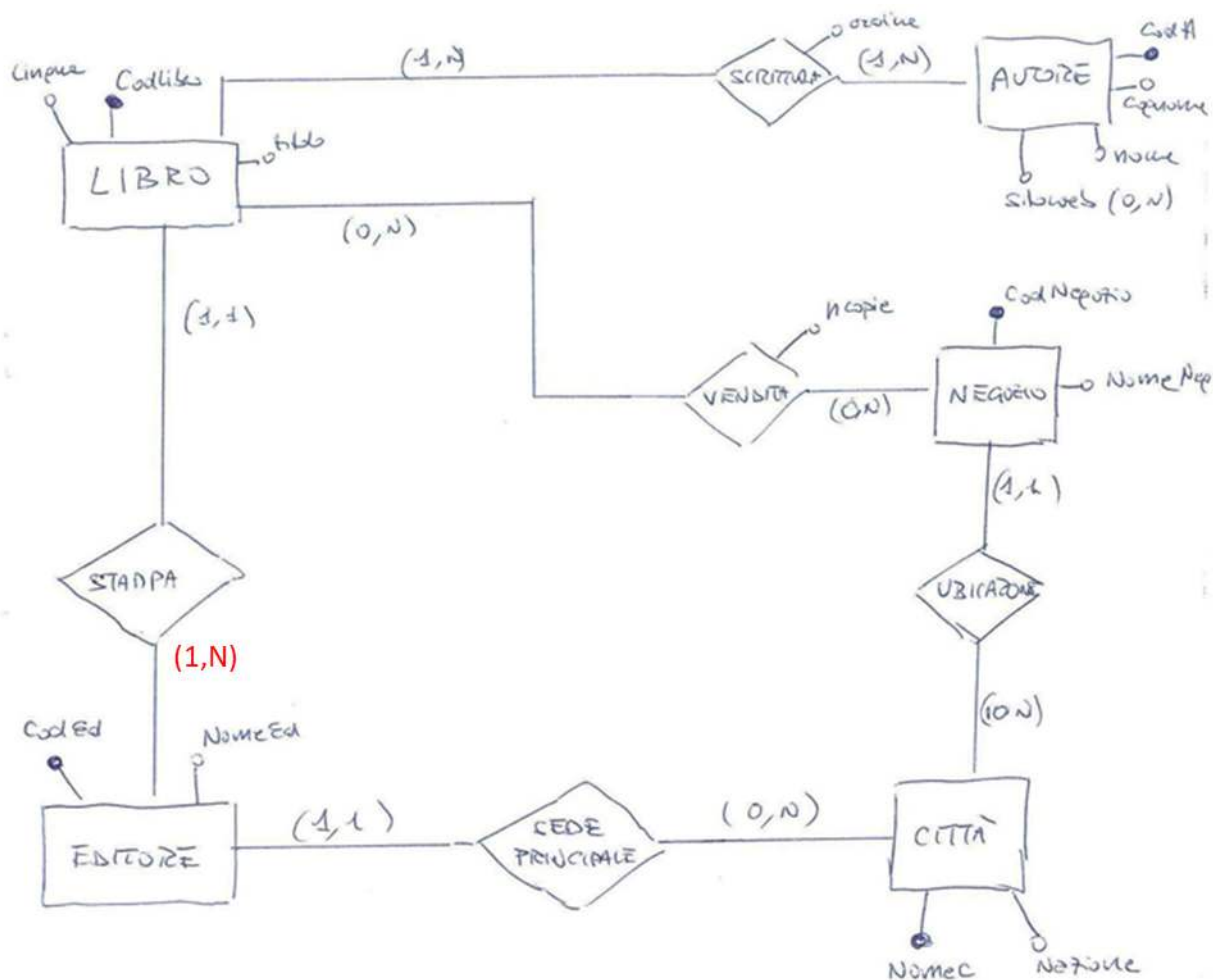 ordine
CodA
(1,N)
(1,N)
Lingua
CodLibro
SCRITTURA
AUTORE
Cognome
titolo
nome
LIBRO
Sitoweb (0,N)
(0,N)
CodNegozio
(1,1)
ncopie
VENDITA
(0,N)
NEGOZIO
NomeNeg
(1,1)
STAMPA
UBICAZIONE
(1,N)
CodEd
NomeEd
(0,N)
(1,1)
SEDE
PRINCIPALE
(0,N)
CITTÀ
EDITORE
NomeC
Nazione